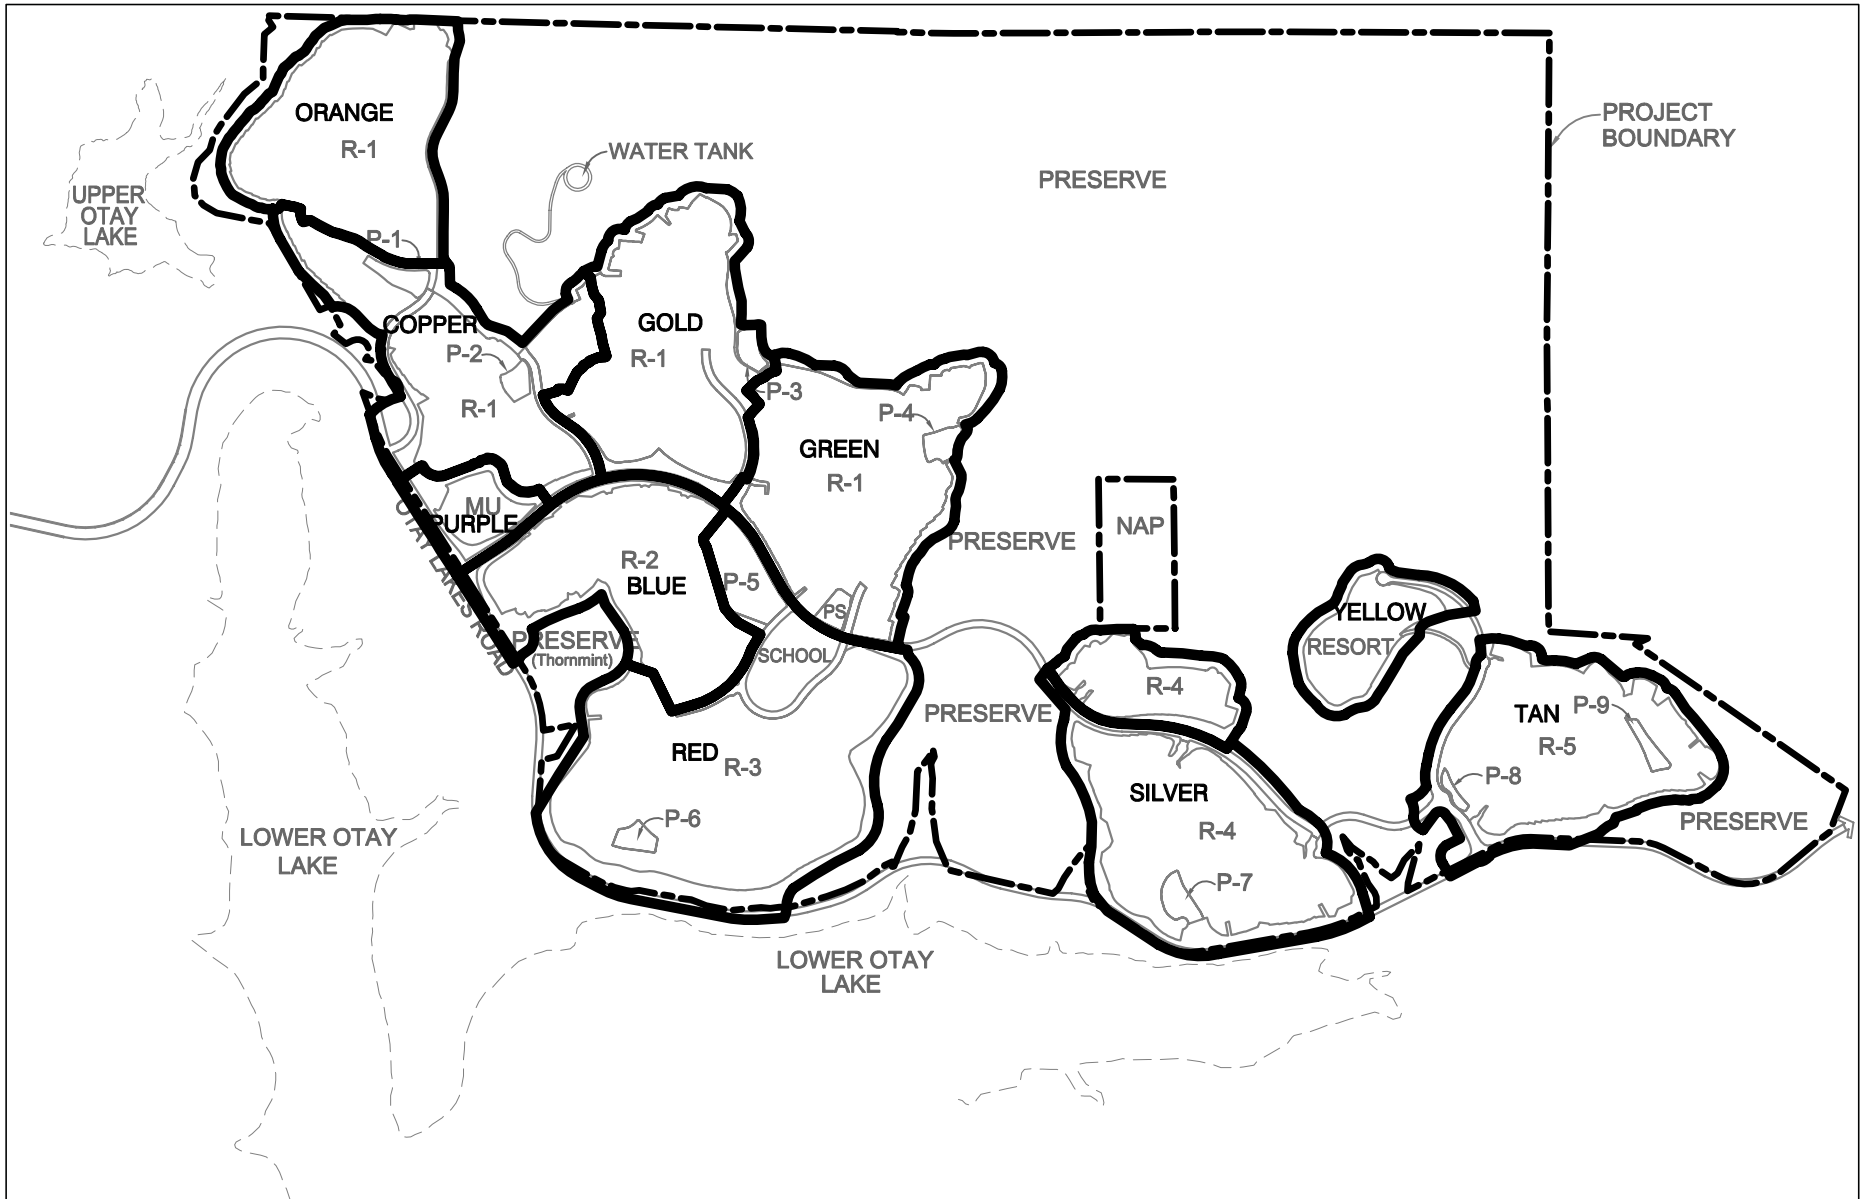 ORANGE
R-1
PROJECT
BOUNDARY
WATER TANK
PRESERVE
UPPER
OTAY
LAKE
P-1
COPPER
P-2
R-1
GOLD
R-1
P-3
P-4
GREEN
R-1
MU
PURPLE
OTAY LAKES ROAD
R-2
BLUE
P-5
PS
SCHOOL
PRESERVE
(Thornmint)
PRESERVE
NAP
YELLOW
RESORT
R-4
PRESERVE
TAN
P-9
R-5
P-8
RED
R-3
P-6
SILVER
R-4
P-7
PRESERVE
LOWER OTAY
LAKE
LOWER OTAY
LAKE